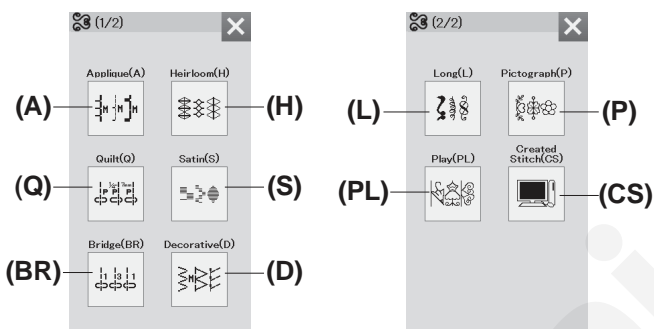 (1/2)
Applique(A) Heirloom(H)
(A) (H)
Quilt(Q) Satin(S)
(Q) (S)
Bridge(BR) Decorative(D)
(BR) (D)
(2/2)
Long(L) Pictograph(P)
(L) (P)
Play(PL) Created
Stitch(CS)
(PL) (CS)